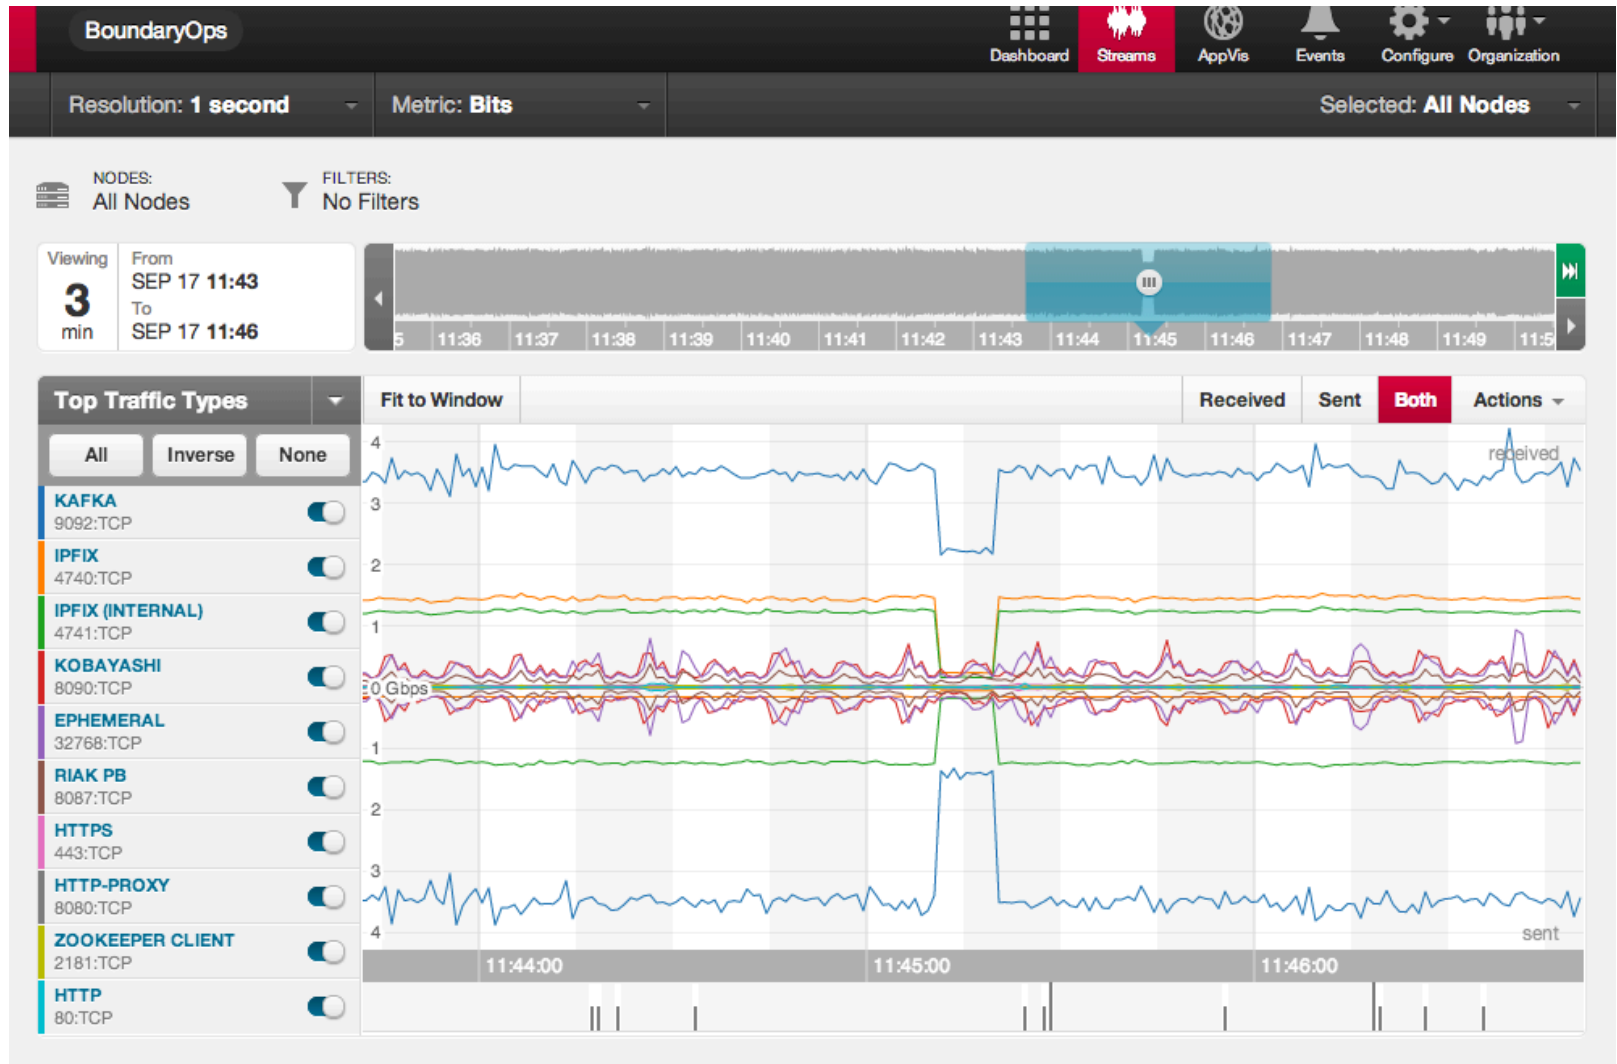 BoundaryOps
Dashboard Streams AppVis Events Configure Organization
Resolution: 1 second Metric: Bits Selected: All Nodes
NODES: FILTERS:
All Nodes No Filters
Viewing From
SEP 17 11:43
3 To
min SEP 17 11:46
5 11:36 11:37 11:38 11:39 11:40 11:41 11:42 11:43 11:44 11:45 11:46 11:47 11:48 11:49 11:5
Top Traffic Types Fit to Window Received Sent Both Actions
All Inverse None
KAFKA
9092:TCP
IPFIX
4740:TCP
IPFIX (INTERNAL)
4741:TCP
KOBAYASHI
8090:TCP
EPHEMERAL
32768:TCP
RIAK PB
8087:TCP
HTTPS
443:TCP
HTTP-PROXY
8080:TCP
ZOOKEEPER CLIENT
2181:TCP
HTTP
80:TCP
4
received
3
2
1
0 Gbps
1
2
3
4
sent
11:44:00 11:45:00 11:46:00